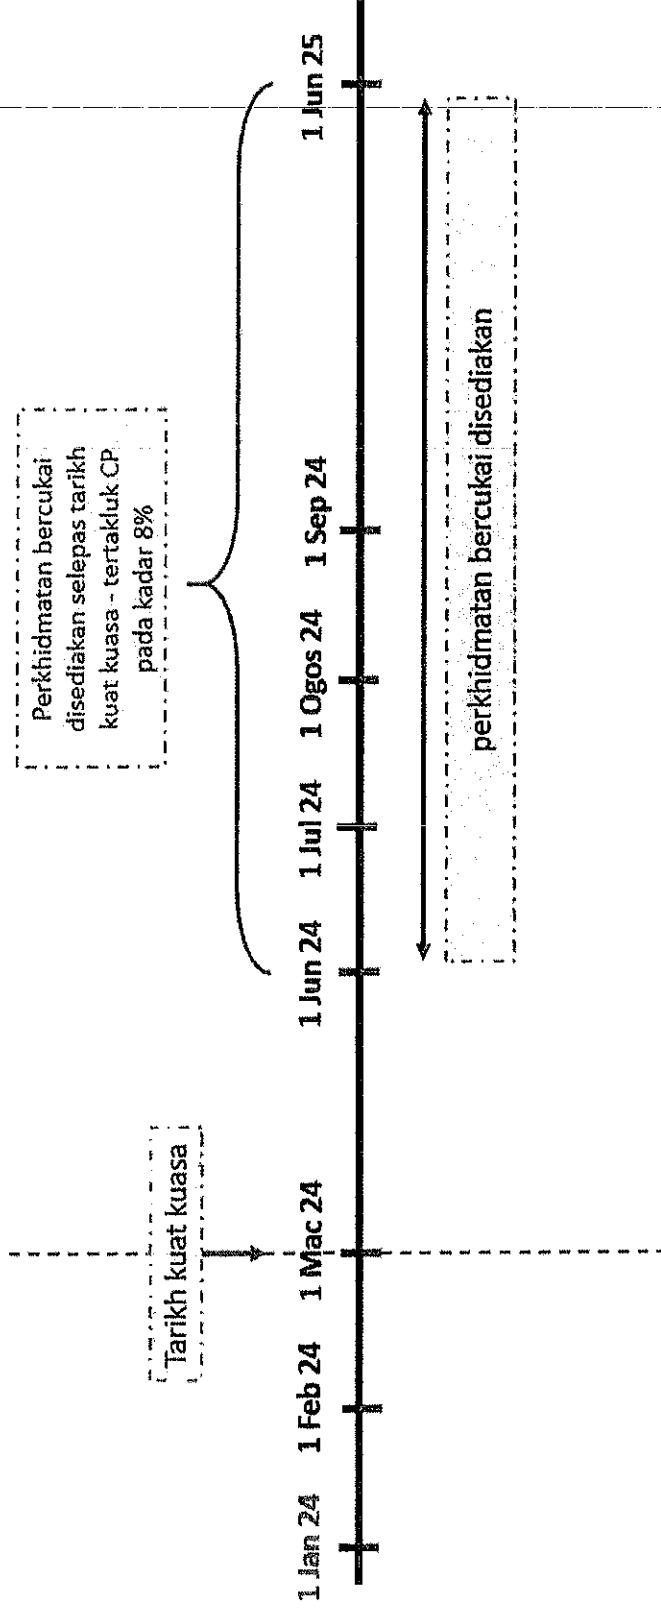 Perkhidmatan bercukai
disediakan selepas tarikh
kuat kuasa - tertakluk CP
pada kadar 8%
Tarikh kuat kuasa
1 Jan 24
1 Feb 24
1 Mac 24
1 Jun 24
1 Jul 24
1 Ogos 24
1 Sep 24
1 Jun 25
perkhidmatan bercukai disediakan